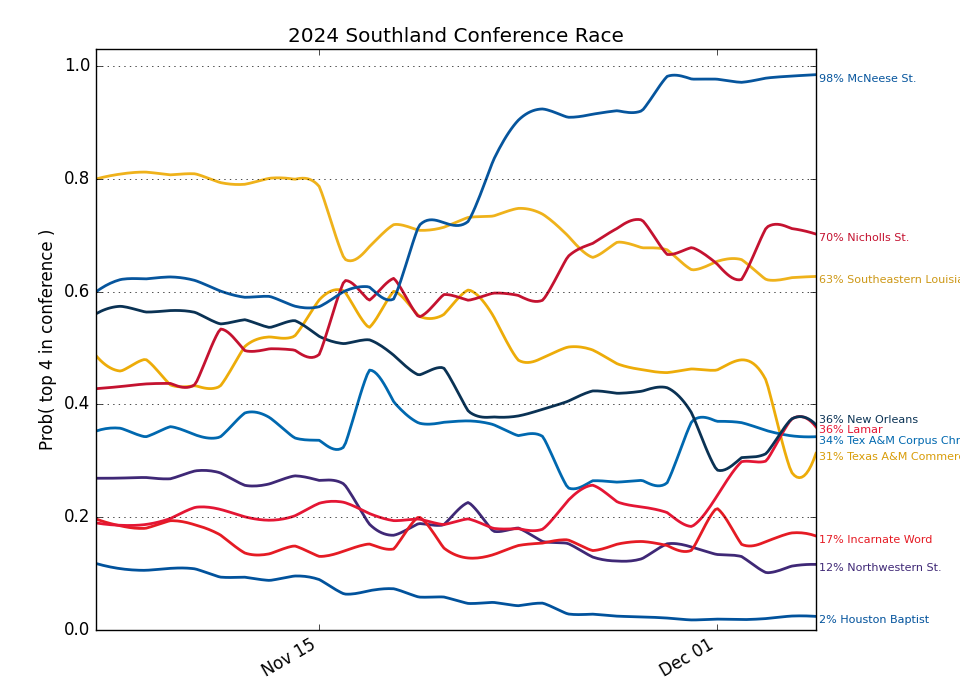 2024 Southland Conference Race
1.0
0.8
0.6
0.4
0.2
0.0
Prob( top 4 in conference )
Nov 15
Dec 01
98% McNeese St.
70% Nicholls St.
63% Southeastern Louisia
36% New Orleans
36% Lamar
34% Tex A&M Corpus Chr
31% Texas A&M Commerc
17% Incarnate Word
12% Northwestern St.
2% Houston Baptist